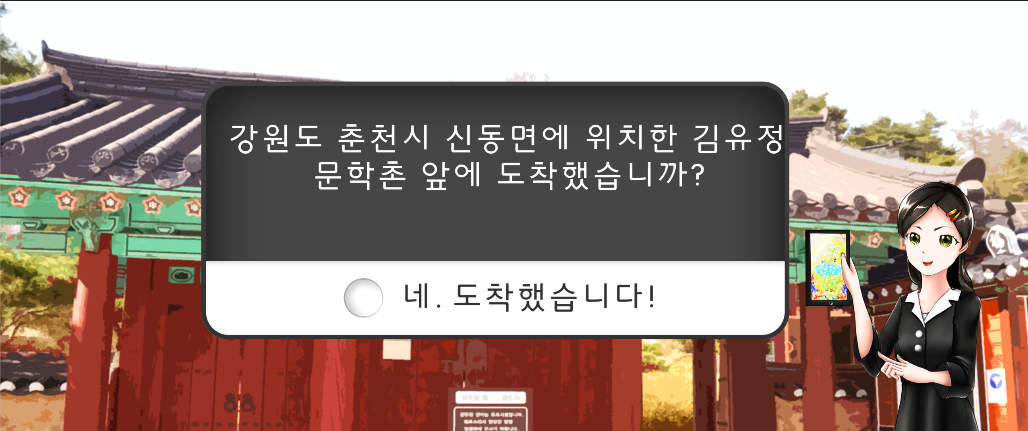 강원도 춘천시 신동면에 위치한 김유정
문학촌 앞에 도착했습니까?
네. 도착했습니다!